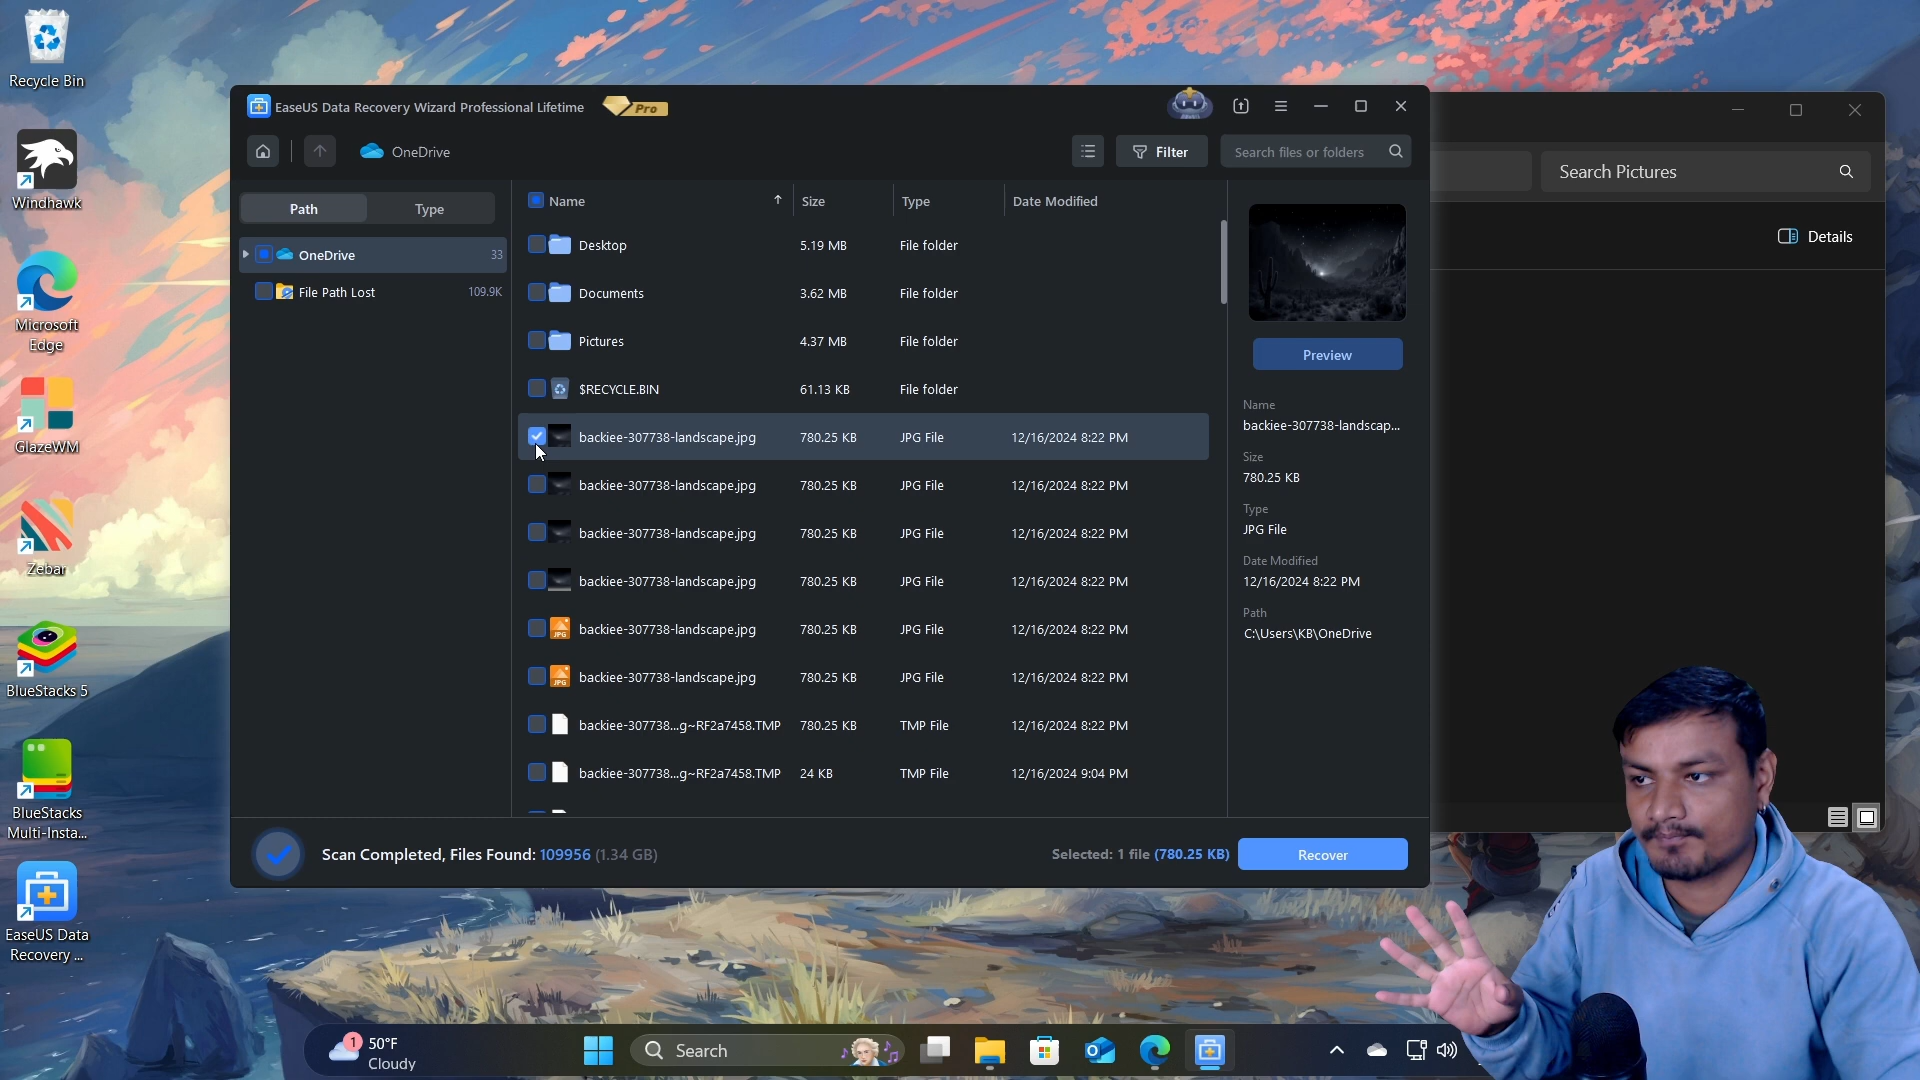 Recycle Bin
Windhawk
Microsoft
Edge
GlazeWM
Zebar
BlueStacks 5
BlueStacks
Multi-Insta...
EaseUS Data
Recovery ...
EaseUS Data Recovery Wizard Professional Lifetime
Pro
OneDrive
Filter
Search files or folders
Path
Type
OneDrive
33
File Path Lost
109.9K
Name
Size
Type
Date Modified
Desktop 5.19 MB File folder
Documents 3.62 MB File folder
Pictures 4.37 MB File folder
$RECYCLE.BIN 61.13 KB File folder
backiee-307738-landscape.jpg 780.25 KB JPG File 12/16/2024 8:22 PM
backiee-307738-landscape.jpg 780.25 KB JPG File 12/16/2024 8:22 PM
backiee-307738-landscape.jpg 780.25 KB JPG File 12/16/2024 8:22 PM
backiee-307738-landscape.jpg 780.25 KB JPG File 12/16/2024 8:22 PM
JPG
backiee-307738-landscape.jpg 780.25 KB JPG File 12/16/2024 8:22 PM
JPG
backiee-307738-landscape.jpg 780.25 KB JPG File 12/16/2024 8:22 PM
backiee-307738...g~RF2a7458.TMP 780.25 KB TMP File 12/16/2024 8:22 PM
backiee-307738...g~RF2a7458.TMP 24 KB TMP File 12/16/2024 9:04 PM
Preview
Name
backiee-307738-landscap...
Size
780.25 KB
Type
JPG File
Date Modified
12/16/2024 8:22 PM
Path
C:\Users\KB\OneDrive
Scan Completed, Files Found: 109956 (1.34 GB)
Selected: 1 file (780.25 KB)
Recover
Search Pictures
Details
1
50°F
Cloudy
Search